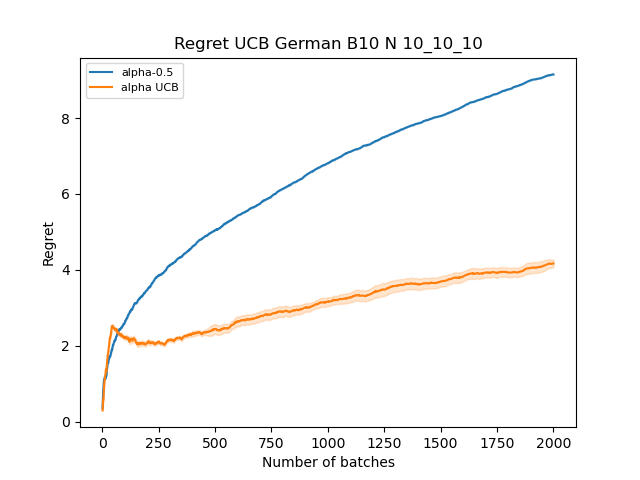 Regret UCB German B10 N 10_10_10
alpha-0.5
alpha UCB
Regret
8
6
4
2
0
0 250 500 750 1000 1250 1500 1750 2000
Number of batches